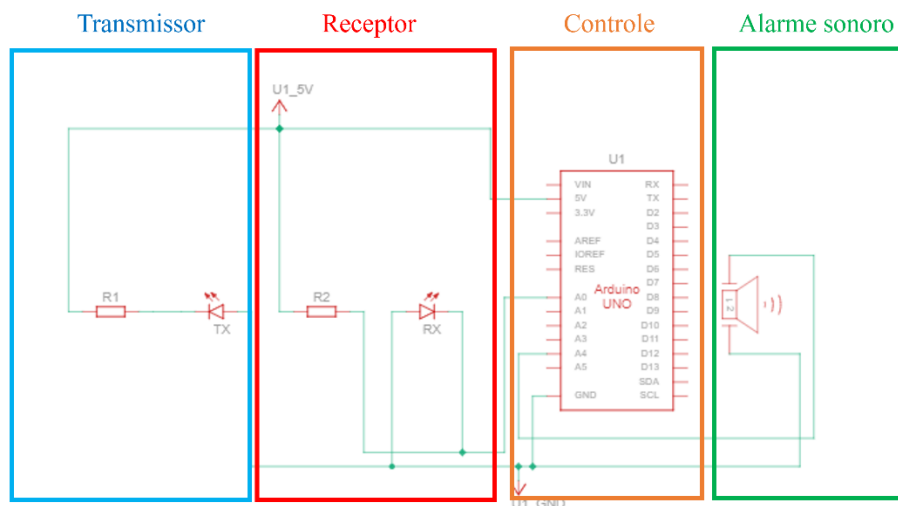 Transmissor
Receptor
Controle
Alarme sonoro
U1_5V
U1
VIN RX
5V TX
3.3V D2
D3
AREF D4
IOREF D5
RES D6
D7
A0 D8
A1 D9
A2 D10
A3 D11
A4 D12
A5 D13
SDA
GND SCL
Arduino
UNO
R1
TX
R2
RX
L2
U1_GND